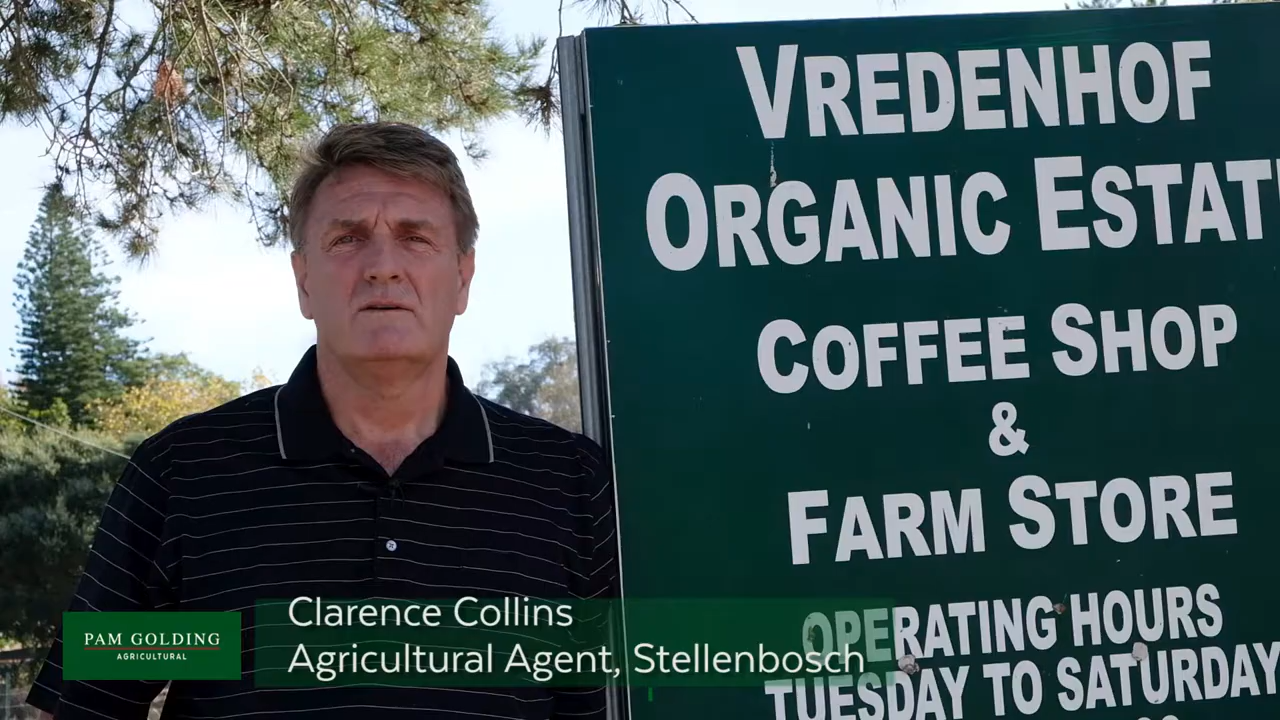 VREDENHOF
ORGANIC ESTAT
COFFEE SHOP
&
FARM STORE
OPERATING HOURS
TUESDAY TO SATURDAY
Clarence Collins
Agricultural Agent, Stellenbosch
PAM GOLDING
AGRICULTURAL